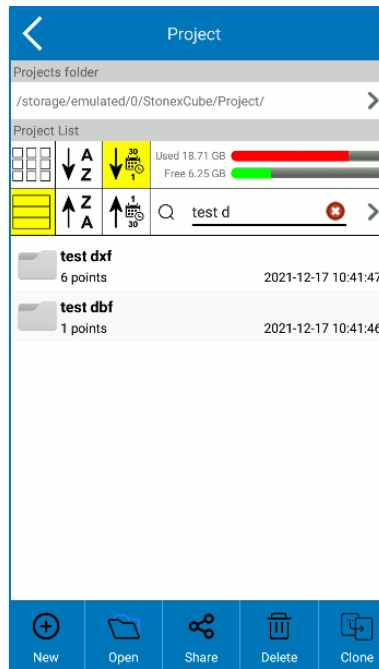 Project
Projects folder
/storage/emulated/0/StonexCube/Project/
Project List
A
Z
30
1
Used 18.71 GB
Free 6.25 GB
Z
A
1
30
test d
test dxf
6 points
2021-12-17 10:41:47
test dbf
1 points
2021-12-17 10:41:46
New
Open
Share
Delete
Clone